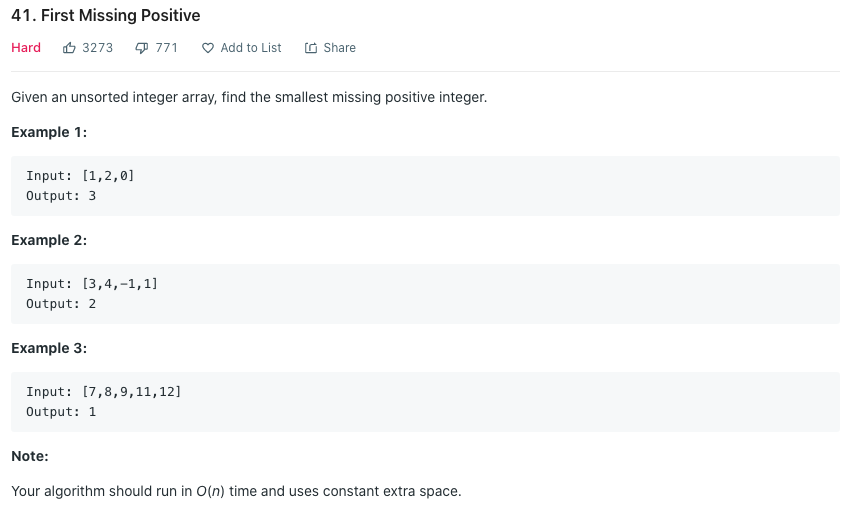 41. First Missing Positive
Hard 3273 771 Add to List Share
Given an unsorted integer array, find the smallest missing positive integer.
Example 1:
Input: [1,2,0]
Output: 3
Example 2:
Input: [3,4,−1,1]
Output: 2
Example 3:
Input: [7,8,9,11,12]
Output: 1
Note:
Your algorithm should run in O(n) time and uses constant extra space.